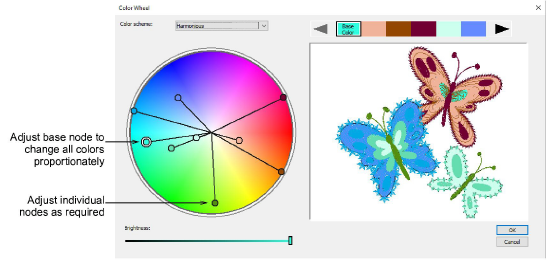 Color Wheel
Color scheme:
Harmonious
Base
Color
Adjust base node to
change all colors
proportionately
Adjust individual
nodes as required
Brightness:
OK
Cancel